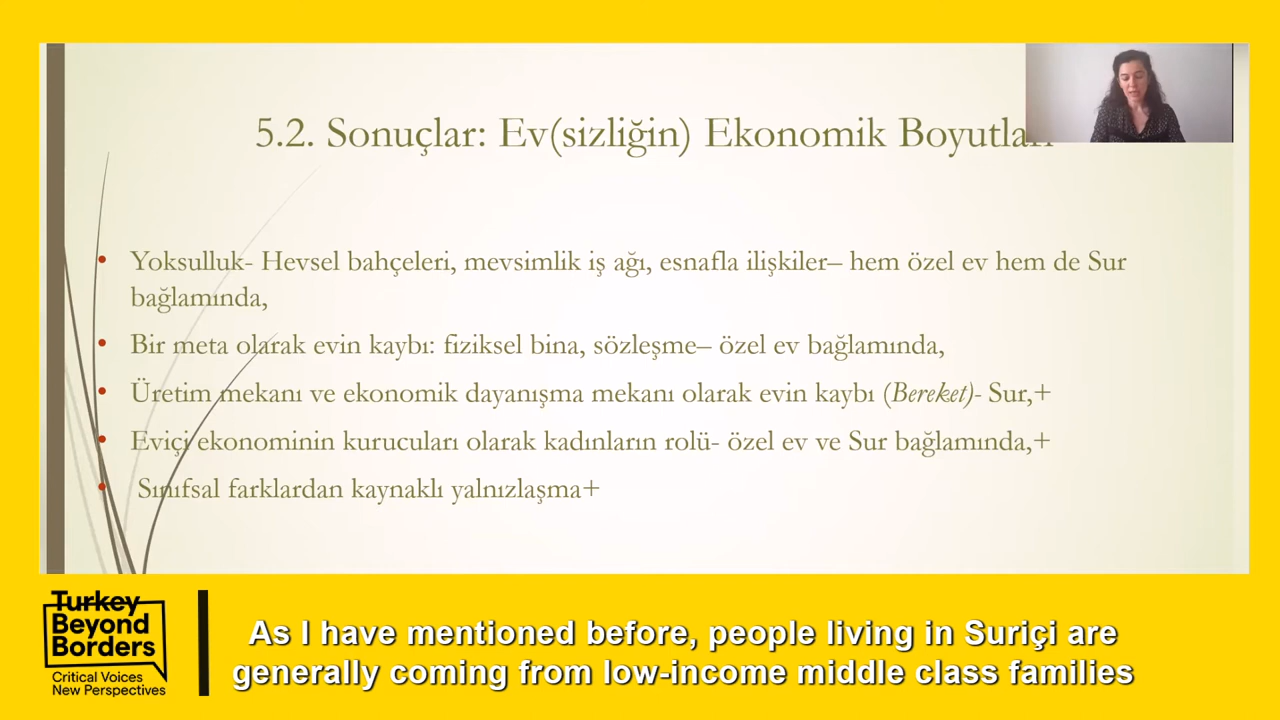 5.2. Sonuçlar: Ev(sizliğin) Ekonomik Boyutları
• Yoksulluk- Hevsel bahçeleri, mevsimlik iş ağı, esnafla ilişkiler– hem özel ev hem de Sur
bağlamında,
• Bir meta olarak evin kaybı: fiziksel bina, sözleşme– özel ev bağlamında,
• Üretim mekanı ve ekonomik dayanışma mekanı olarak evin kaybı (Bereket)- Sur,+
• Eviçi ekonominin kurucuları olarak kadınların rolü- özel ev ve Sur bağlamında,+
• Sınıfsal farklardan kaynaklı yalnızlaşma+
Turkey
Beyond
Borders
Critical Voices
New Perspectives
As I have mentioned before, people living in Suriçi are
generally coming from low-income middle class families